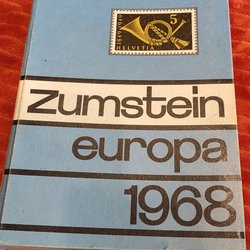 5
HELVETIA
Zumstein
europa
1968